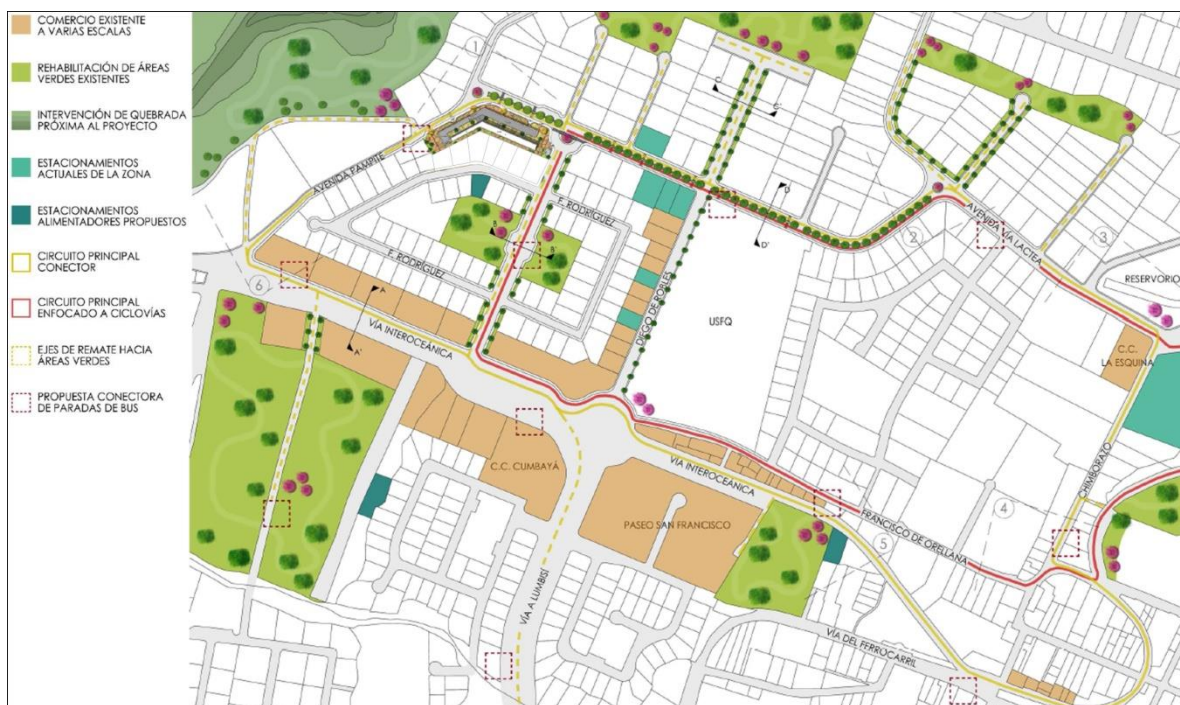 COMERCIO EXISTENTE
A VARIAS ESCALAS
REHABILITACIÓN DE ÁREAS
VERDES EXISTENTES
INTERVENCIÓN DE QUEBRADA
PRÓXIMA AL PROYECTO
ESTACIONAMIENTOS
ACTUALES DE LA ZONA
ESTACIONAMIENTOS
ALIMENTADORES PROPUESTOS
CIRCUITO PRINCIPAL
CONECTOR
CIRCUITO PRINCIPAL
ENFOCADO A CICLOVÍAS
EJES DE REMATE HACIA
ÁREAS VERDES
PROPUESTA CONECTORA
DE PARADAS DE BUS
1
C
C'
AVENIDA PAMPITE
F. RODRÍGUEZ
B
B'
F. RODRÍGUEZ
D
D'
2
AVENIDA VÍA LACTEA
3
RESERVORIO
6
A
A'
VÍA INTEROCEÁNICA
DIEGO DE ROBLES
USFQ
C.C.
LA ESQUINA
CHIMBORAZO
C.C. CUMBAYÁ
VÍA INTEROCEÁNICA
PASEO SAN FRANCISCO
FRANCISCO DE ORELLANA
4
5
VÍA A LUMBISÍ
VÍA DEL FERROCARRIL